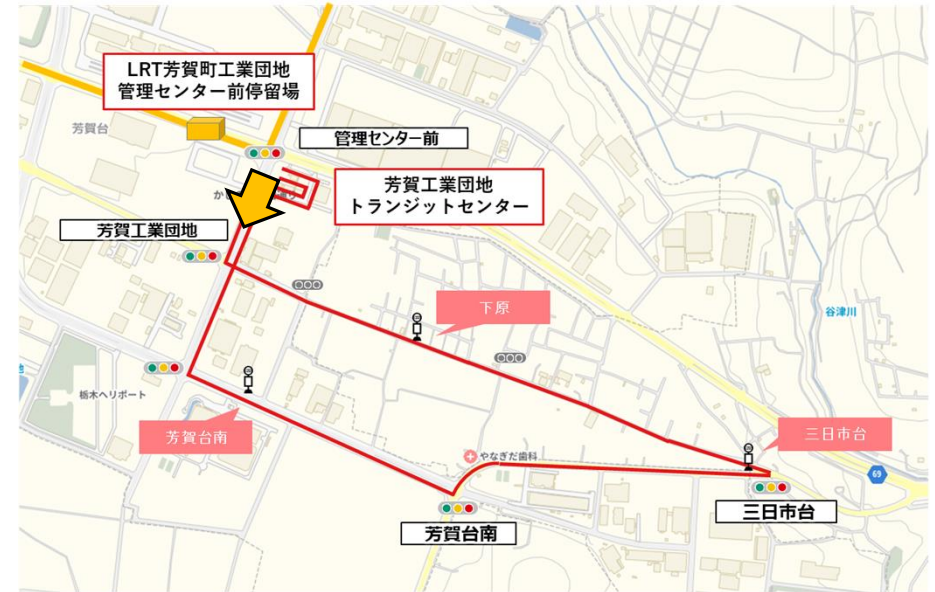 LRT芳賀町工業団地
管理センター前停留場
芳賀台
管理センター前
芳賀工業団地
トランジットセンター
か
芳賀工業団地
下原
谷津川
地
栃木ヘリポート
芳賀台南
やなぎだ歯科
三日市台
69
三日市台
芳賀台南